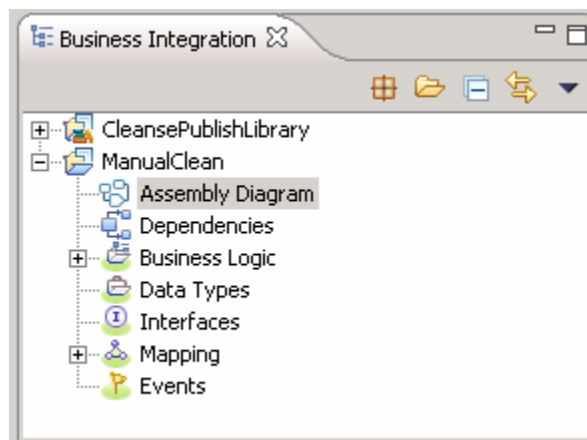 Business Integration
CleansePublishLibrary
ManualClean
Assembly Diagram
Dependencies
Business Logic
Data Types
Interfaces
Mapping
Events